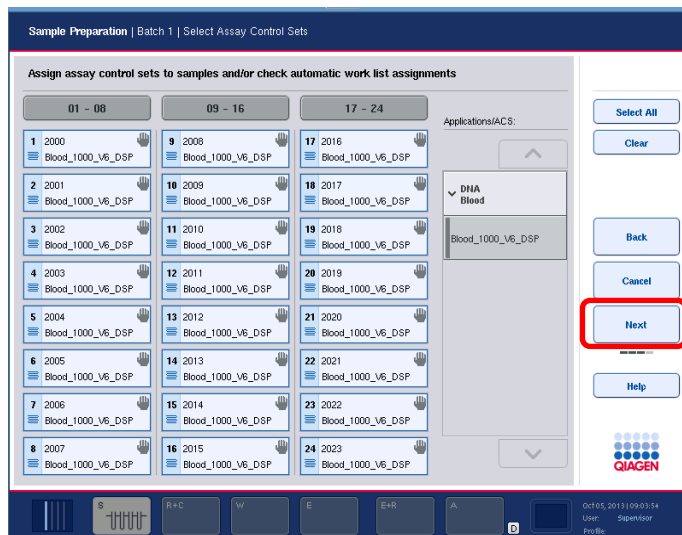 Sample Preparation | Batch 1 | Select Assay Control Sets
Assign assay control sets to samples and/or check automatic work list assignments
01 - 08
09 - 16
17 - 24
Applications/ACS:
1 2000
Blood_1000_V6_DSP
9 2008
Blood_1000_V6_DSP
17 2016
Blood_1000_V6_DSP
2 2001
Blood_1000_V6_DSP
10 2009
Blood_1000_V6_DSP
18 2017
Blood_1000_V6_DSP
DNA
Blood
3 2002
Blood_1000_V6_DSP
11 2010
Blood_1000_V6_DSP
19 2018
Blood_1000_V6_DSP
Blood_1000_V6_DSP
4 2003
Blood_1000_V6_DSP
12 2011
Blood_1000_V6_DSP
20 2019
Blood_1000_V6_DSP
5 2004
Blood_1000_V6_DSP
13 2012
Blood_1000_V6_DSP
21 2020
Blood_1000_V6_DSP
6 2005
Blood_1000_V6_DSP
14 2013
Blood_1000_V6_DSP
22 2021
Blood_1000_V6_DSP
7 2006
Blood_1000_V6_DSP
15 2014
Blood_1000_V6_DSP
23 2022
Blood_1000_V6_DSP
8 2007
Blood_1000_V6_DSP
16 2015
Blood_1000_V6_DSP
24 2023
Blood_1000_V6_DSP
Select All
Clear
Back
Cancel
Next
Help
QIAGEN
S
R+C
W
E
E+R
A
D
Oct 05, 2013 | 09:03:54
User: Supervisor
Profile: